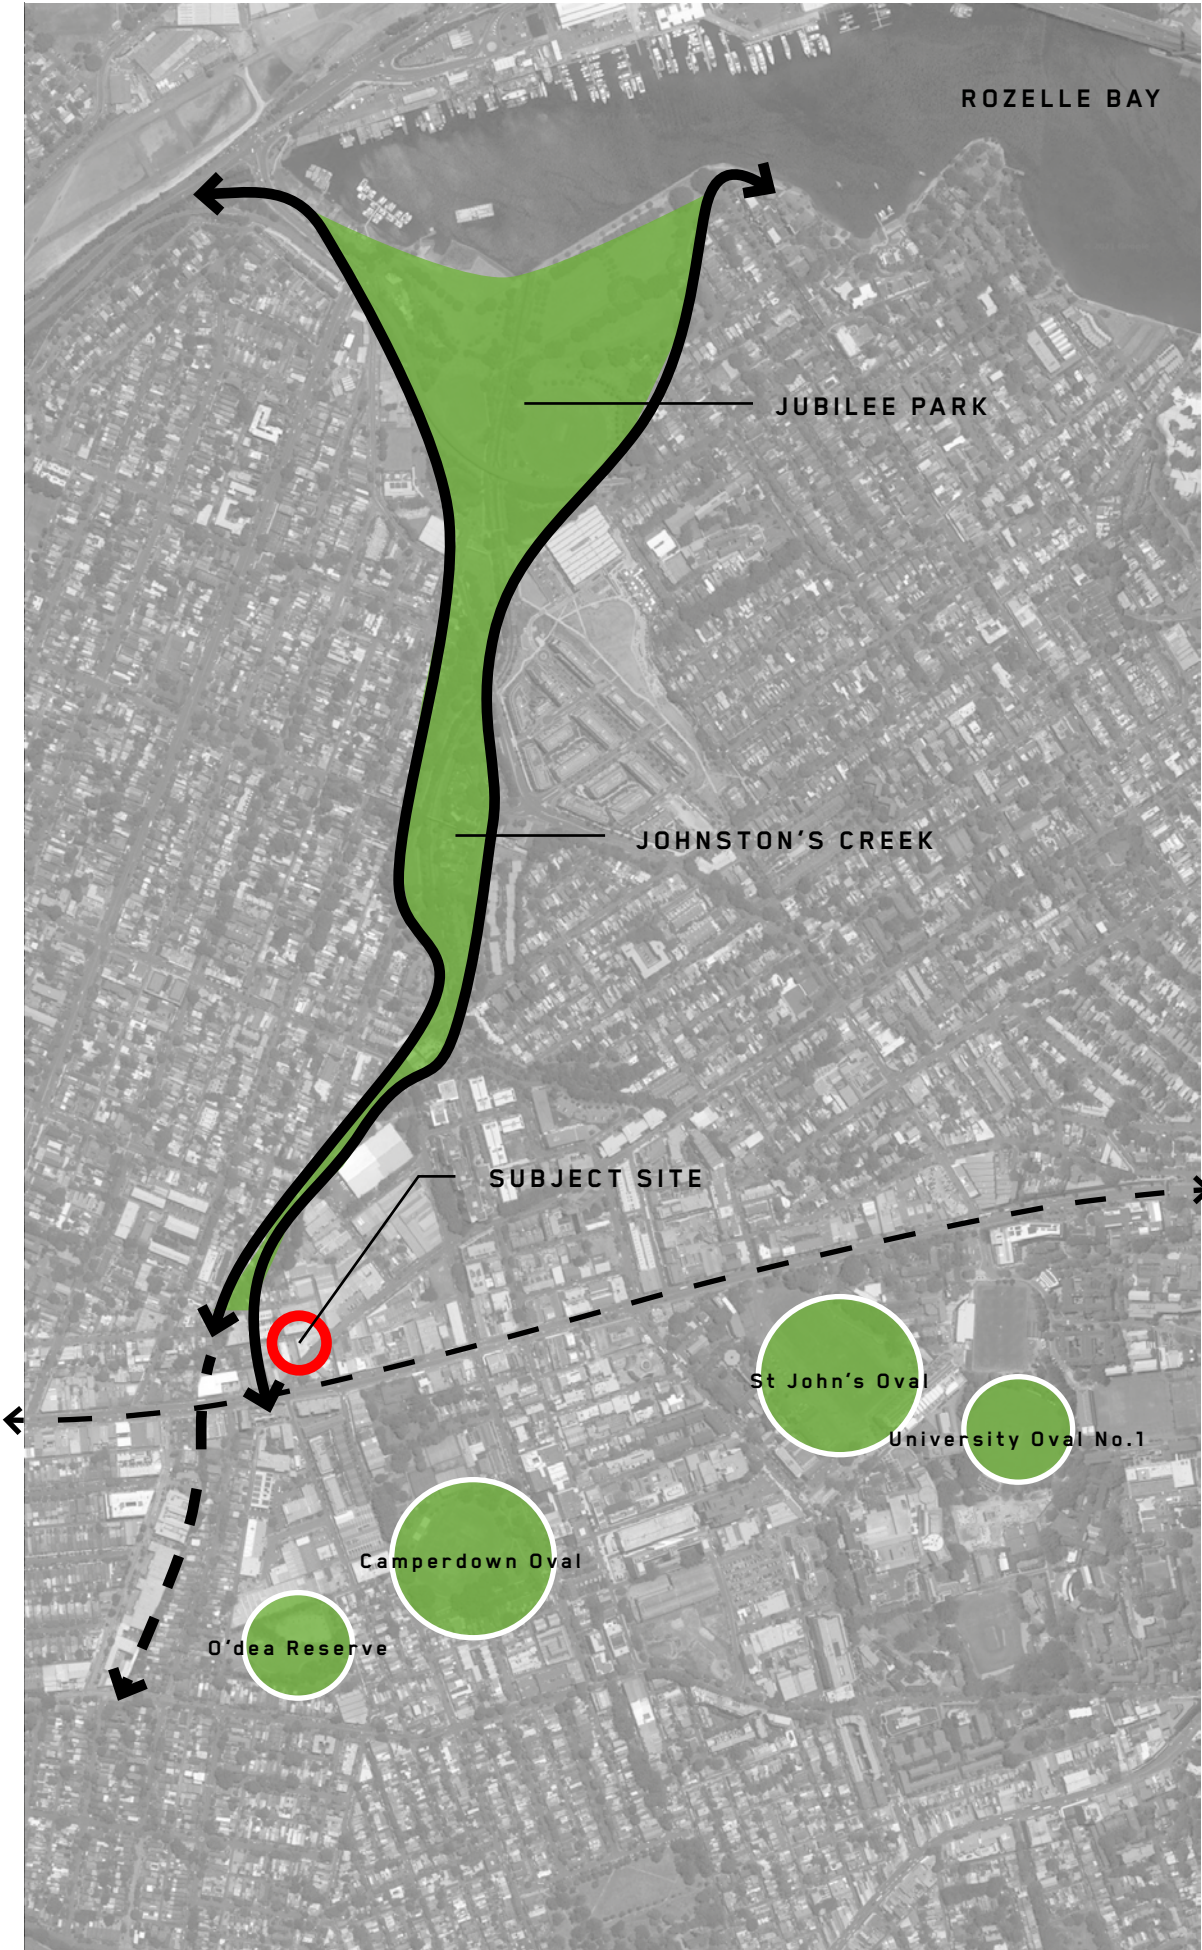 ROZELLE BAY
JUBILEE PARK
JOHNSTON'S CREEK
SUBJECT SITE
St John's Oval
University Oval No.1
Camperdown Oval
O'dea Reserve